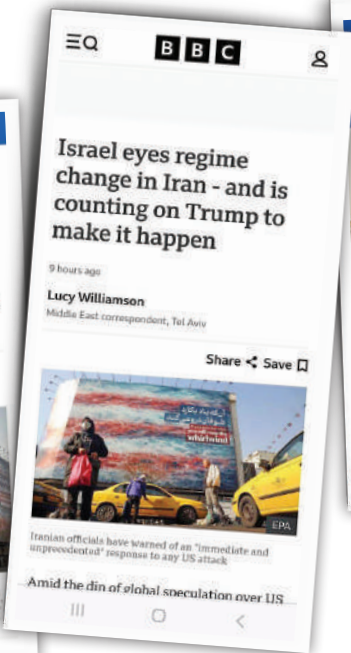 BBC
Israel eyes regime
change in Iran - and is
counting on Trump to
make it happen
9 hours ago
Lucy Williamson
Middle East correspondent, Tel Aviv
Share Save
whirlwind
EPA
Iranian officials have warned of an "immediate and
unprecedented" response to any US attack
Amid the din of global speculation over US